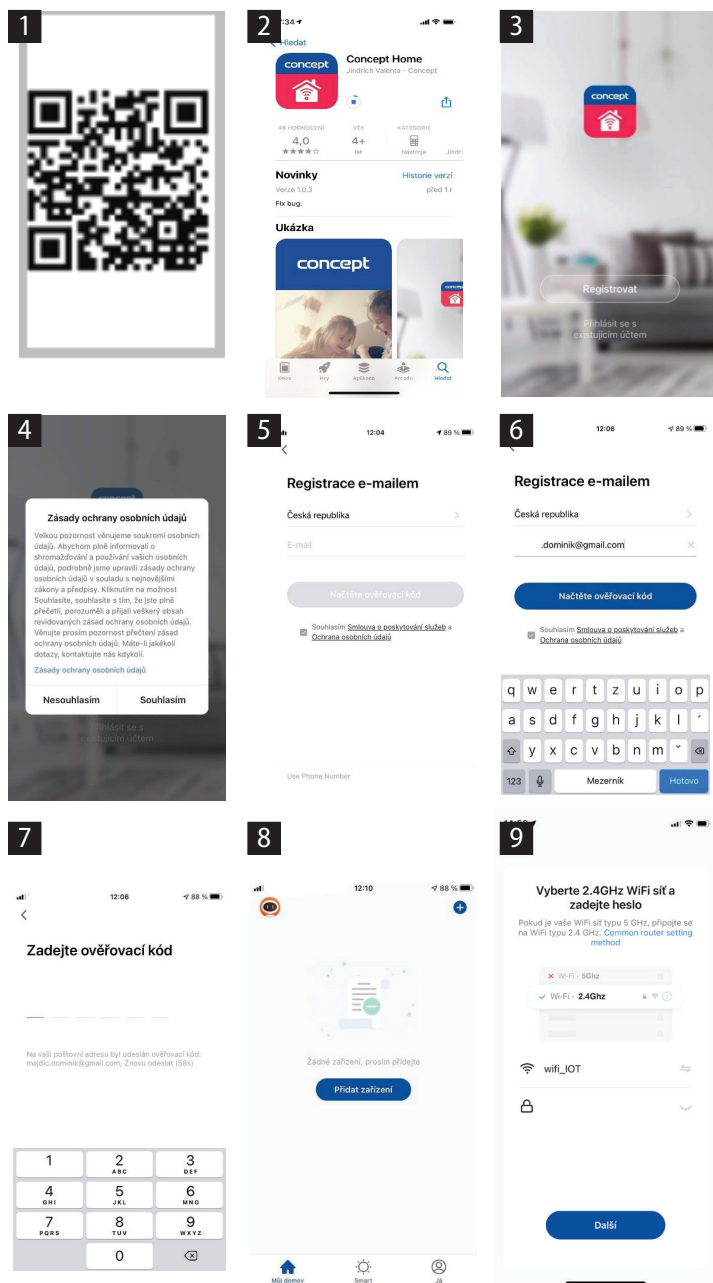 1
2
7:34
Hledat
concept
Concept Home
Jindrich Valenta - Concept
48 HODNOCENÍ
VĚK
KATEGORIE
4,0
4+
let
Nástroje
Jindri
Novinky
Historie verzí
Verze 1.0.3
před 1 r
Fix bug.
Ukázka
concept
concept
Dnes
Hry
Aplikace
Arcade
Hledat
3
concept
Registrovat
Přihlásit se s
existujícím účtem
4
concept
Zásady ochrany osobních údajů
Velkou pozornost věnujeme soukromí osobních
údajů. Abychom plně informovali o
shromažďování a používání vašich osobních
údajů, podrobně jsme upravili zásady ochrany
osobních údajů v souladu s nejnovějšími
zákony a předpisy. Kliknutím na možnost
Souhlasíte, souhlasíte s tím, že jste plně
přečetli, porozuměli a přijali veškerý obsah
revidovaných zásad ochrany osobních údajů.
Věnujte prosím pozornost přečtení zásad
ochrany osobních údajů. Máte-li jakékoli
dotazy, kontaktujte nás kdykoli.
Zásady ochrany osobních údajů
Nesouhlasím
Souhlasím
Přihlásit se s
existujícím účtem
5
12:04
89 %
Registrace e-mailem
Česká republika
E-mail
Načtěte ověřovací kód
Souhlasím Smlouva o poskytování služeb a
Ochrana osobních údajů
Use Phone Number
6
12:06
89 %
Registrace e-mailem
Česká republika
.dominik@gmail.com
Načtěte ověřovací kód
Souhlasím Smlouva o poskytování služeb a
Ochrana osobních údajů
q w e r t z u i o p
a s d f g h j k l ´
y x c v b n m ˇ
123
Mezerník
Hotovo
7
12:06
88 %
Zadejte ověřovací kód
Na vaši poštovní adresu byl odeslán ověřovací kód:
majdic.dominik@gmail.com, Znovu odeslat (58s)
1 2 3
ABC DEF
4 5 6
GHI JKL MNO
7 8 9
PQRS TUV WXYZ
0
8
12:10
88 %
Žádné zařízení, prosím přidejte
Přidat zařízení
Můj domov
Smart
Já
9
Vyberte 2.4GHz WiFi síť a
zadejte heslo
Pokud je vaše WiFi síť typu 5 GHz, připojte se
na WiFi typu 2.4 GHz. Common router setting
method
Wi-Fi - 5Ghz
Wi-Fi - 2.4Ghz
wifi_IOT
Další